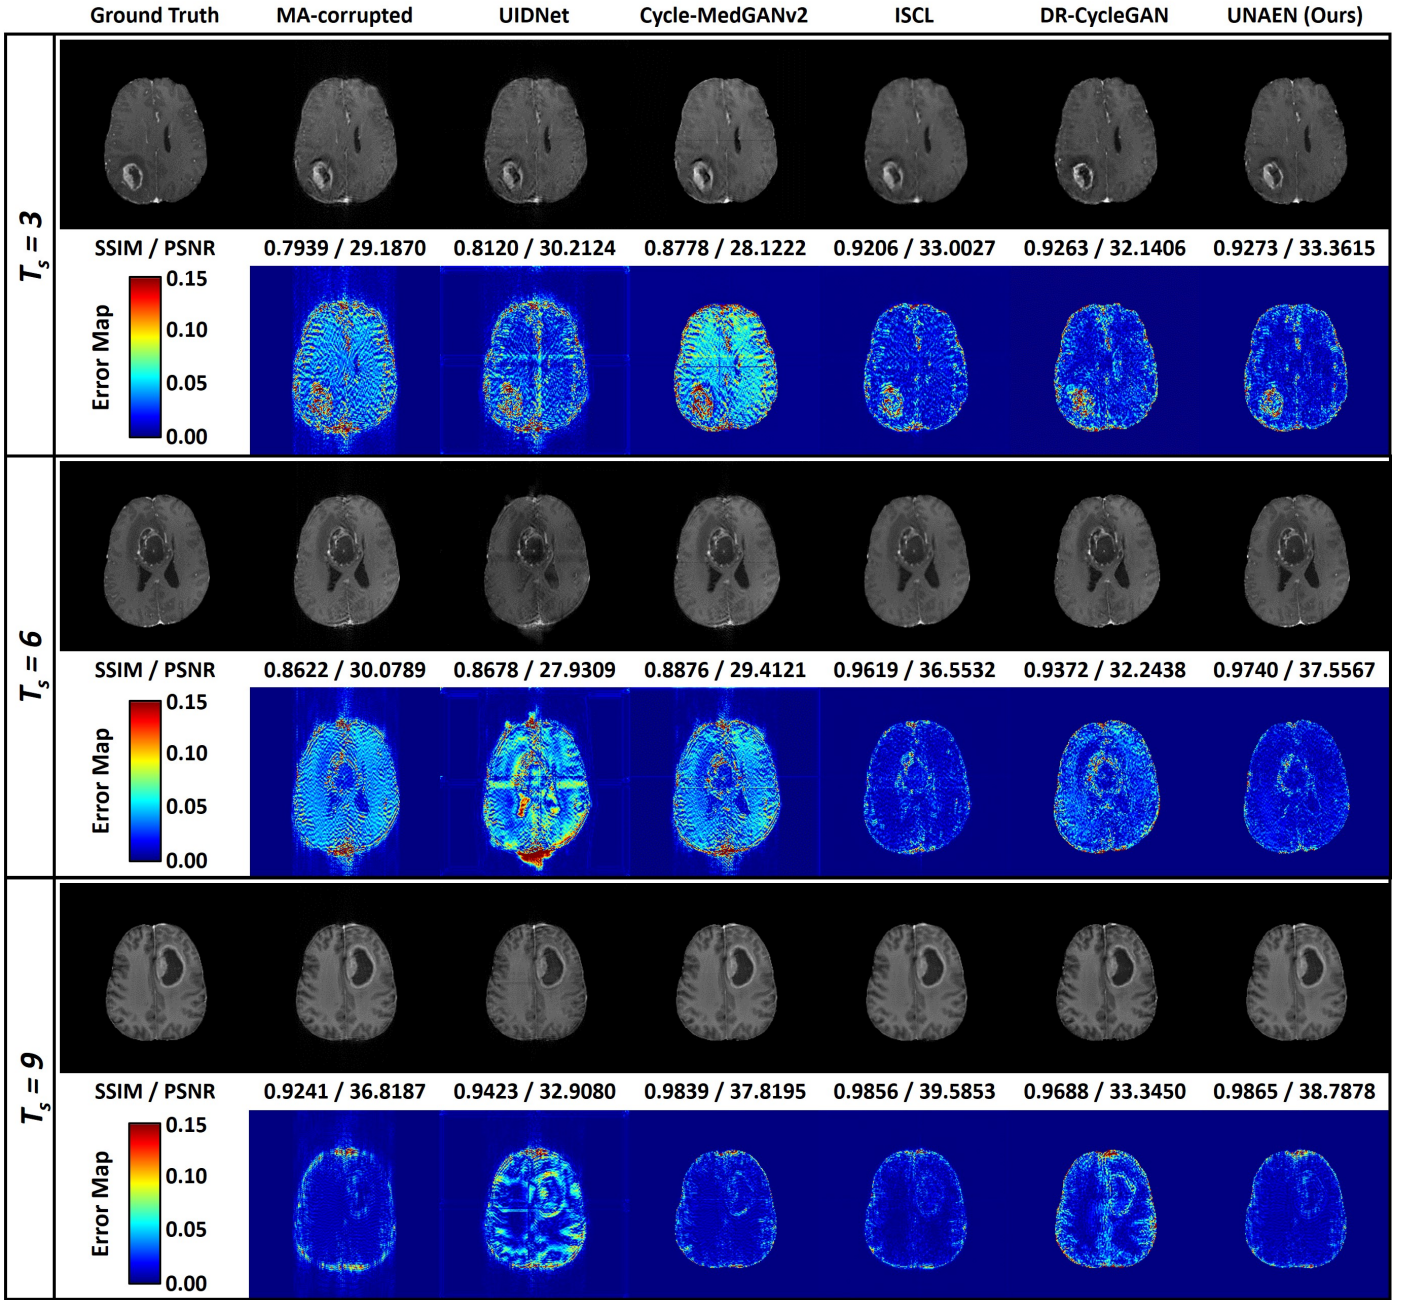 Ground Truth MA-corrupted UIDNet Cycle-MedGANv2 ISCL DR-CycleGAN UNAEN (Ours)
Ts = 3
SSIM / PSNR 0.7939 / 29.1870 0.8120 / 30.2124 0.8778 / 28.1222 0.9206 / 33.0027 0.9263 / 32.1406 0.9273 / 33.3615
Error Map
0.15
0.10
0.05
0.00
Ts = 6
SSIM / PSNR 0.8622 / 30.0789 0.8678 / 27.9309 0.8876 / 29.4121 0.9619 / 36.5532 0.9372 / 32.2438 0.9740 / 37.5567
Error Map
0.15
0.10
0.05
0.00
Ts = 9
SSIM / PSNR 0.9241 / 36.8187 0.9423 / 32.9080 0.9839 / 37.8195 0.9856 / 39.5853 0.9688 / 33.3450 0.9865 / 38.7878
Error Map
0.15
0.10
0.05
0.00